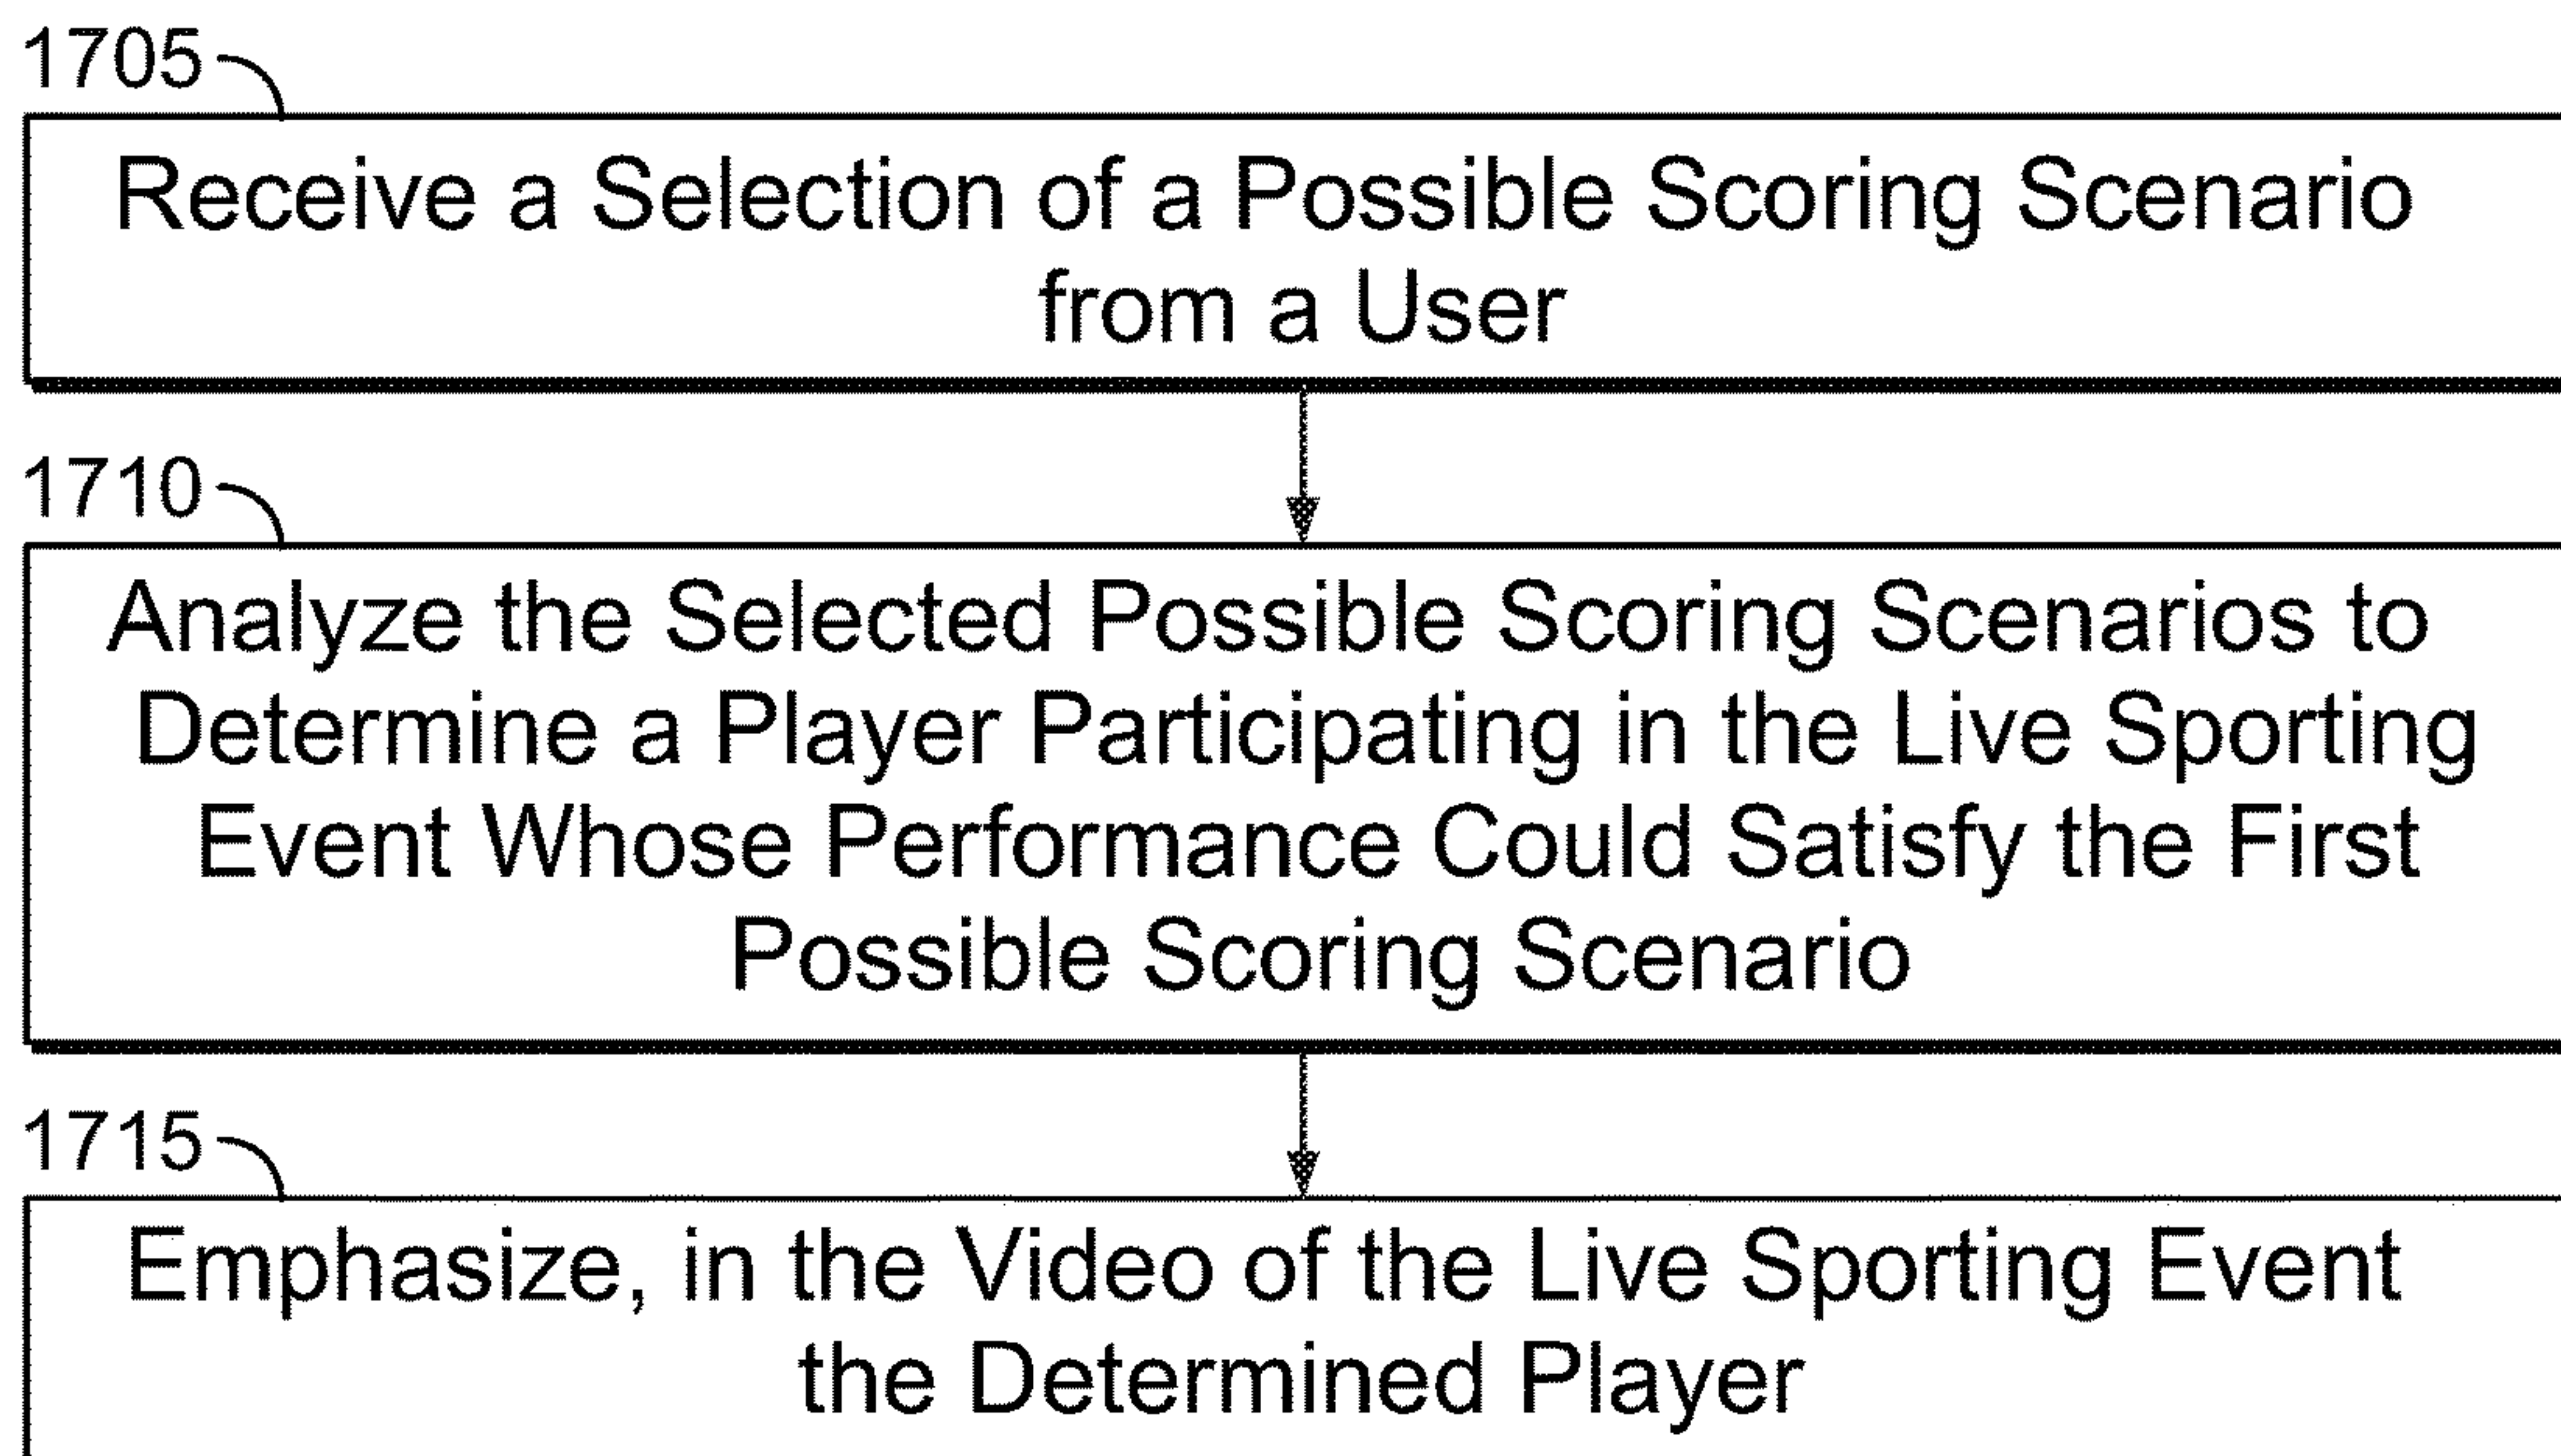 1705
Receive a Selection of a Possible Scoring Scenario
from a User
1710
Analyze the Selected Possible Scoring Scenarios to
Determine a Player Participating in the Live Sporting
Event Whose Performance Could Satisfy the First
Possible Scoring Scenario
1715
Emphasize, in the Video of the Live Sporting Event
the Determined Player